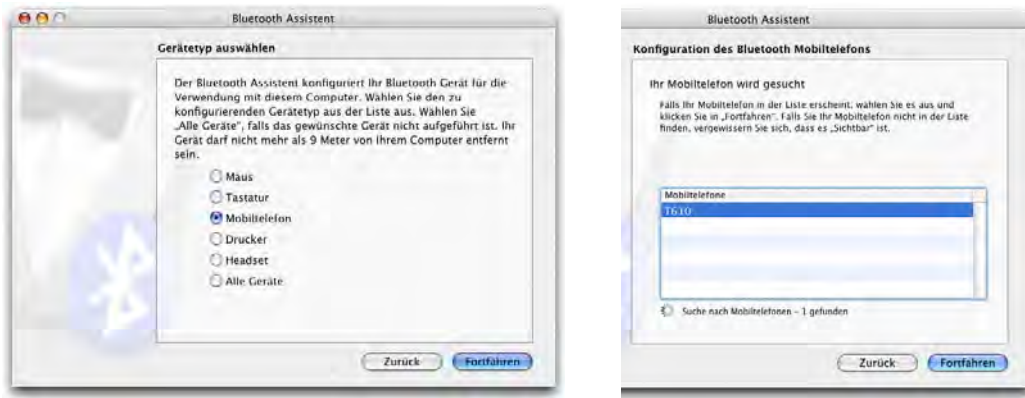 Bluetooth Assistent
Gerätetyp auswählen
Der Bluetooth Assistent konfiguriert Ihr Bluetooth Gerät für die
Verwendung mit diesem Computer. Wählen Sie den zu
konfigurierenden Gerätetyp aus der Liste aus. Wählen Sie
„Alle Geräte“, falls das gewünschte Gerät nicht aufgeführt ist. Ihr
Gerät darf nicht mehr als 9 Meter von Ihrem Computer entfernt
sein.
Maus
Tastatur
Mobiltelefon
Drucker
Headset
Alle Geräte
Zurück
Fortfahren
Bluetooth Assistent
Konfiguration des Bluetooth Mobiltelefons
Ihr Mobiltelefon wird gesucht
Falls Ihr Mobiltelefon in der Liste erscheint, wählen Sie es aus und
klicken Sie in „Fortfahren“. Falls Sie Ihr Mobiltelefon nicht in der Liste
finden, vergewissern Sie sich, dass es „Sichtbar“ ist.
Mobiltelefone
T610
Suche nach Mobiltelefonen – 1 gefunden
Zurück
Fortfahren